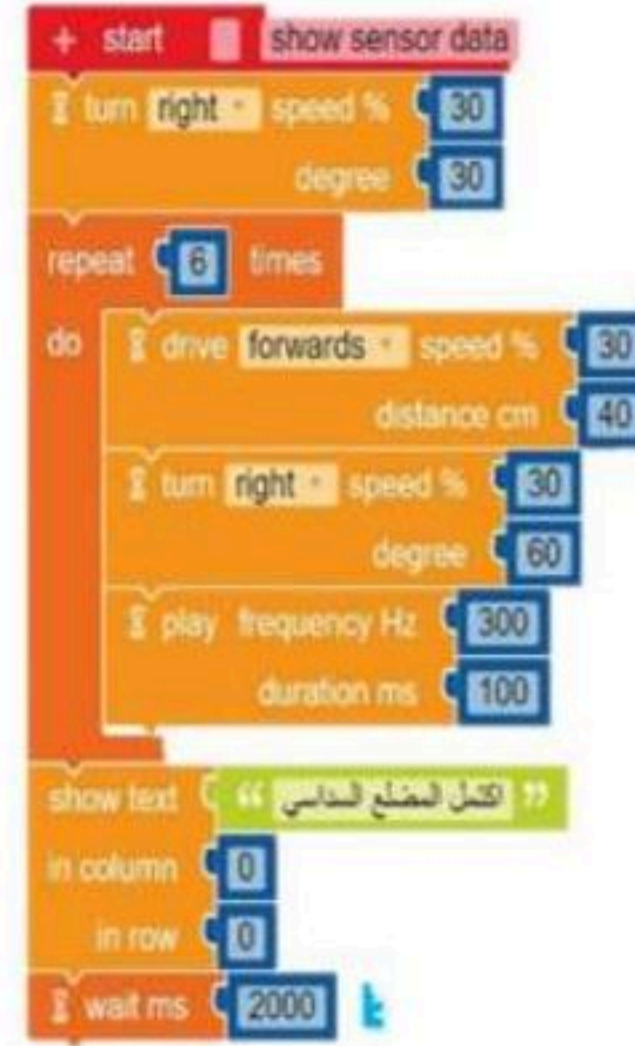 + start show sensor data
turn right speed % 30
degree 30
repeat 6 times
do drive forwards speed % 30
distance cm 40
turn right speed % 30
degree 60
play frequency Hz 300
duration ms 100
show text “ اكتمل المضلع السداسي ”
in column 0
in row 0
wait ms 2000